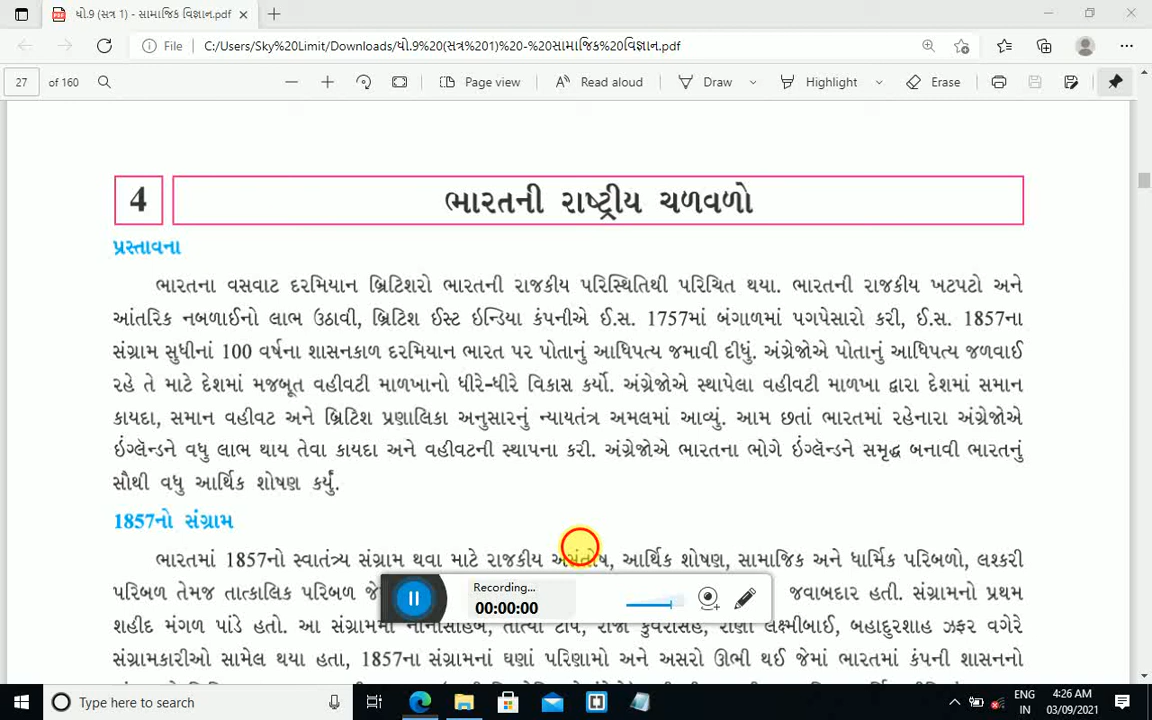 ધો.9 (સત્ર 1) - સામાજિક વિજ્ઞાન.pdf
File C:/Users/Sky%20Limit/Downloads/ધો.9%20(સત્ર%201)%20-%20સામાજિક%20વિજ્ઞાન.pdf
27 of 160 Page view Read aloud Draw Highlight Erase
4 ભારતની રાષ્ટ્રીય ચળવળો
પ્રસ્તાવના
ભારતના વસવાટ દરમિયાન બ્રિટિશરો ભારતની રાજકીય પરિસ્થિતિથી પરિચિત થયા. ભારતની રાજકીય ખટપટો અને
આંતરિક નબળાઈનો લાભ ઉઠાવી, બ્રિટિશ ઈસ્ટ ઇન્ડિયા કંપનીએ ઈ.સ. 1757માં બંગાળમાં પગપેસારો કરી, ઈ.સ. 1857ના
સંગ્રામ સુધીનાં 100 વર્ષના શાસનકાળ દરમિયાન ભારત પર પોતાનું આધિપત્ય જમાવી દીધું. અંગ્રેજોએ પોતાનું આધિપત્ય જળવાઈ
રહે તે માટે દેશમાં મજબૂત વહીવટી માળખાનો ધીરે-ધીરે વિકાસ કર્યો. અંગ્રેજોએ સ્થાપેલા વહીવટી માળખા દ્વારા દેશમાં સમાન
કાયદા, સમાન વહીવટ અને બ્રિટિશ પ્રણાલિકા અનુસારનું ન્યાયતંત્ર અમલમાં આવ્યું. આમ છતાં ભારતમાં રહેનારા અંગ્રેજોએ
ઇંગ્લૅન્ડને વધુ લાભ થાય તેવા કાયદા અને વહીવટની સ્થાપના કરી. અંગ્રેજોએ ભારતના ભોગે ઇંગ્લૅન્ડને સમૃદ્ધ બનાવી ભારતનું
સૌથી વધુ આર્થિક શોષણ કર્યું.
1857નો સંગ્રામ
ભારતમાં 1857નો સ્વાતંત્ર્ય સંગ્રામ થવા માટે રાજકીય અસંતોષ, આર્થિક શોષણ, સામાજિક અને ધાર્મિક પરિબળો, લશ્કરી
પરિબળ તેમજ તાત્કાલિક પરિબળ જવાબદાર હતી. સંગ્રામનો પ્રથમ
Recording...
00:00:00
શહીદ મંગળ પાંડે હતો. આ સંગ્રામમાં નાનાસાહેબ, તાત્યા ટોપે, રાજા કુંવરસિંહ, રાણી લક્ષ્મીબાઈ, બહાદુરશાહ ઝફર વગેરે
સંગ્રામકારીઓ સામેલ થયા હતા, 1857ના સંગ્રામનાં ઘણાં પરિણામો અને અસરો ઊભી થઈ જેમાં ભારતમાં કંપની શાસનનો
Type here to search
ENG
IN
4:26 AM
03/09/2021